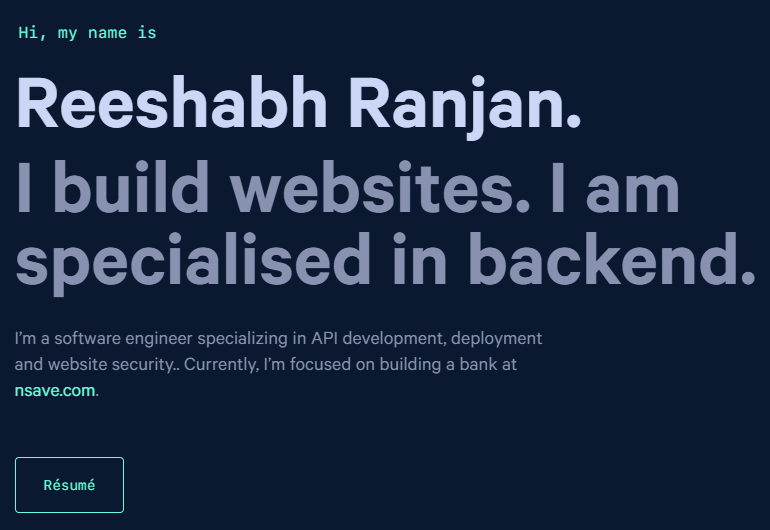 Hi, my name is
Reeshabh Ranjan.
I build websites. I am
specialised in backend.
I’m a software engineer specializing in API development, deployment
and website security.. Currently, I’m focused on building a bank at
nsave.com.
Résumé